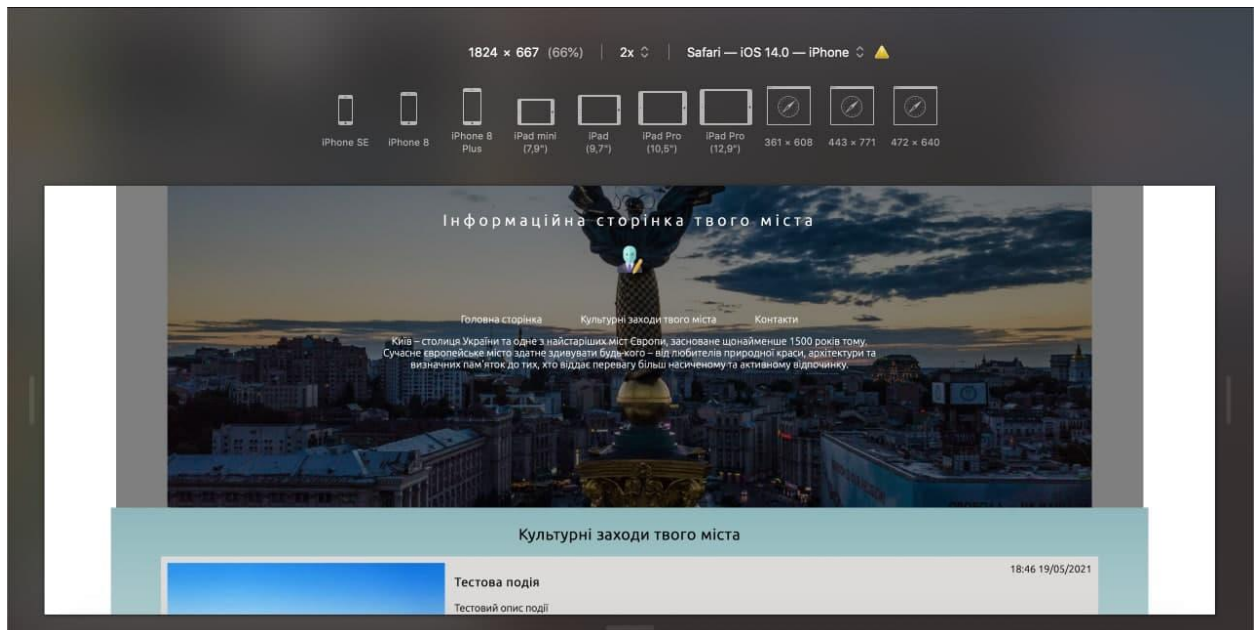 1824 × 667 (66%) 2x Safari — iOS 14.0 — iPhone
iPhone SE
iPhone 8
iPhone 8
Plus
iPad mini
(7,9")
iPad
(9,7")
iPad Pro
(10,5")
iPad Pro
(12,9")
361 × 608
443 × 771
472 × 640
Інформаційна сторінка твого міста
Головна сторінка Культурні заходи твого міста Контакти
Київ – столиця України та одне з найстаріших міст Європи, засноване щонайменше 1500 років тому.
Сучасне європейське місто здатне здивувати будь-кого – від любителів природної краси, архітектури та
визначних пам'яток до тих, хто віддає перевагу більш насиченому та активному відпочинку.
Культурні заходи твого міста
18:46 19/05/2021
Тестова подія
Тестовий опис події